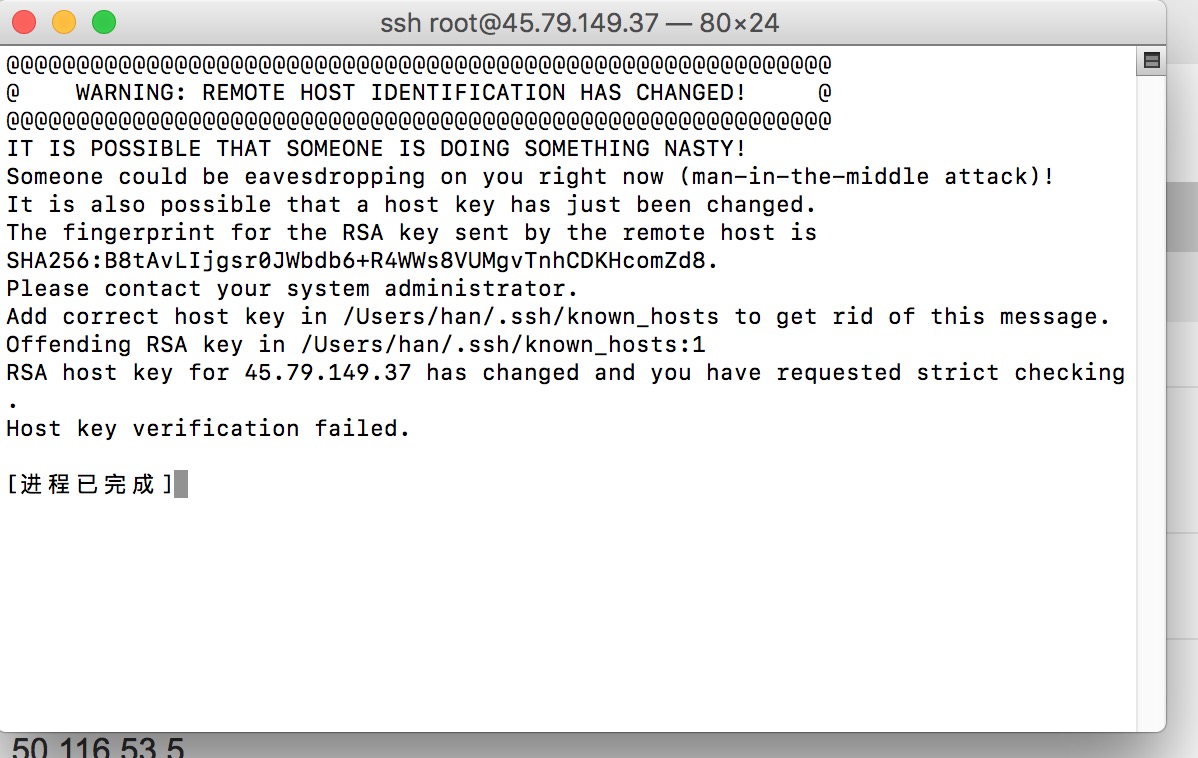 ssh root@45.79.149.37 — 80×24
@@@@@@@@@@@@@@@@@@@@@@@@@@@@@@@@@@@@@@@@@@@@@@@@@@@@@@@@@@@
@    WARNING: REMOTE HOST IDENTIFICATION HAS CHANGED!     @
@@@@@@@@@@@@@@@@@@@@@@@@@@@@@@@@@@@@@@@@@@@@@@@@@@@@@@@@@@@
IT IS POSSIBLE THAT SOMEONE IS DOING SOMETHING NASTY!
Someone could be eavesdropping on you right now (man-in-the-middle attack)!
It is also possible that a host key has just been changed.
The fingerprint for the RSA key sent by the remote host is
SHA256:B8tAvLIjgsr0JWbdb6+R4WWs8VUMgvTnhCDKHcomZd8.
Please contact your system administrator.
Add correct host key in /Users/han/.ssh/known_hosts to get rid of this message.
Offending RSA key in /Users/han/.ssh/known_hosts:1
RSA host key for 45.79.149.37 has changed and you have requested strict checking
.
Host key verification failed.
[进程已完成]
50.116.53.5